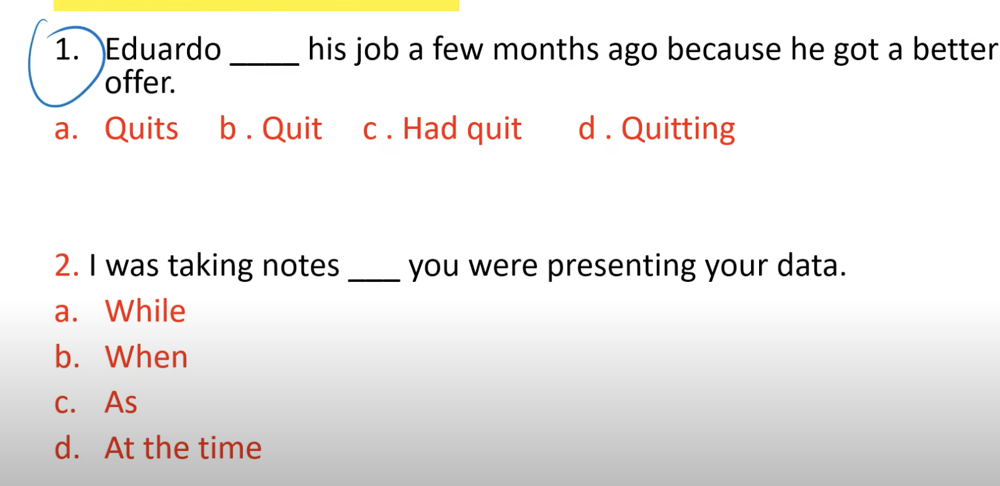 1. Eduardo ____ his job a few months ago because he got a better
offer.
a. Quits b . Quit c . Had quit d . Quitting
2. I was taking notes ___ you were presenting your data.
a. While
b. When
c. As
d. At the time